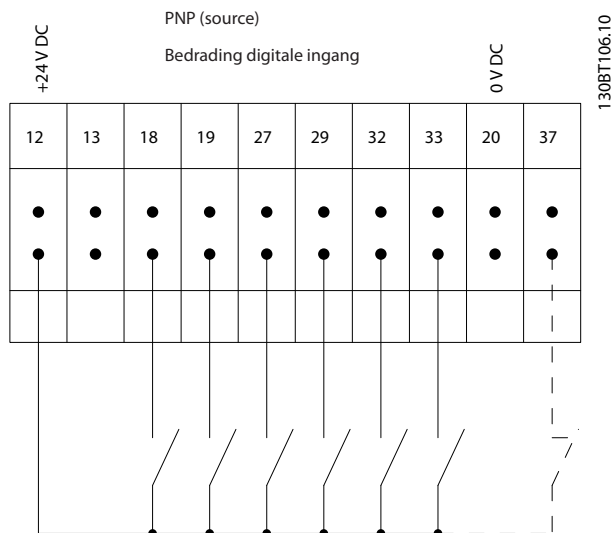 PNP (source)
Bedrading digitale ingang
+24 V DC
0 V DC
130BT106.10
12 13 18 19 27 29 32 33 20 37